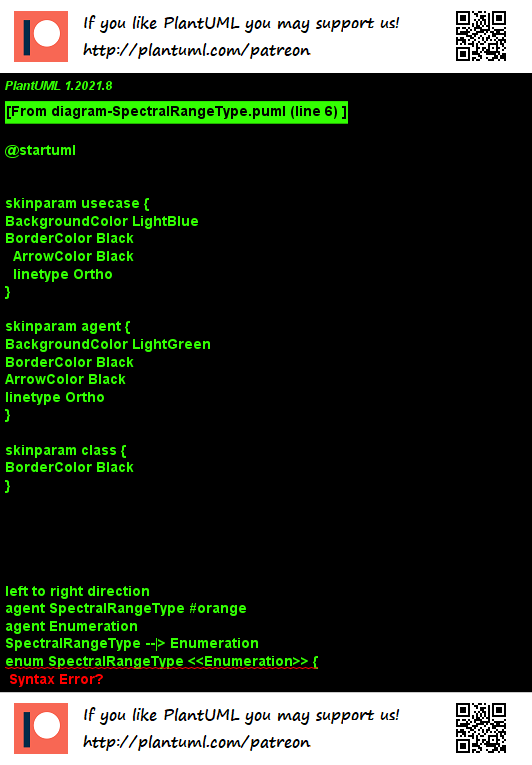 If you like PlantUML you may support us!
http://plantuml.com/patreon
PlantUML 1.2021.8
[From diagram-SpectralRangeType.puml (line 6) ]
@startuml
skinparam usecase {
BackgroundColor LightBlue
BorderColor Black
ArrowColor Black
linetype Ortho
}
skinparam agent {
BackgroundColor LightGreen
BorderColor Black
ArrowColor Black
linetype Ortho
}
skinparam class {
BorderColor Black
}
left to right direction
agent SpectralRangeType #orange
agent Enumeration
SpectralRangeType --|> Enumeration
enum SpectralRangeType <<Enumeration>> {
Syntax Error?
If you like PlantUML you may support us!
http://plantuml.com/patreon